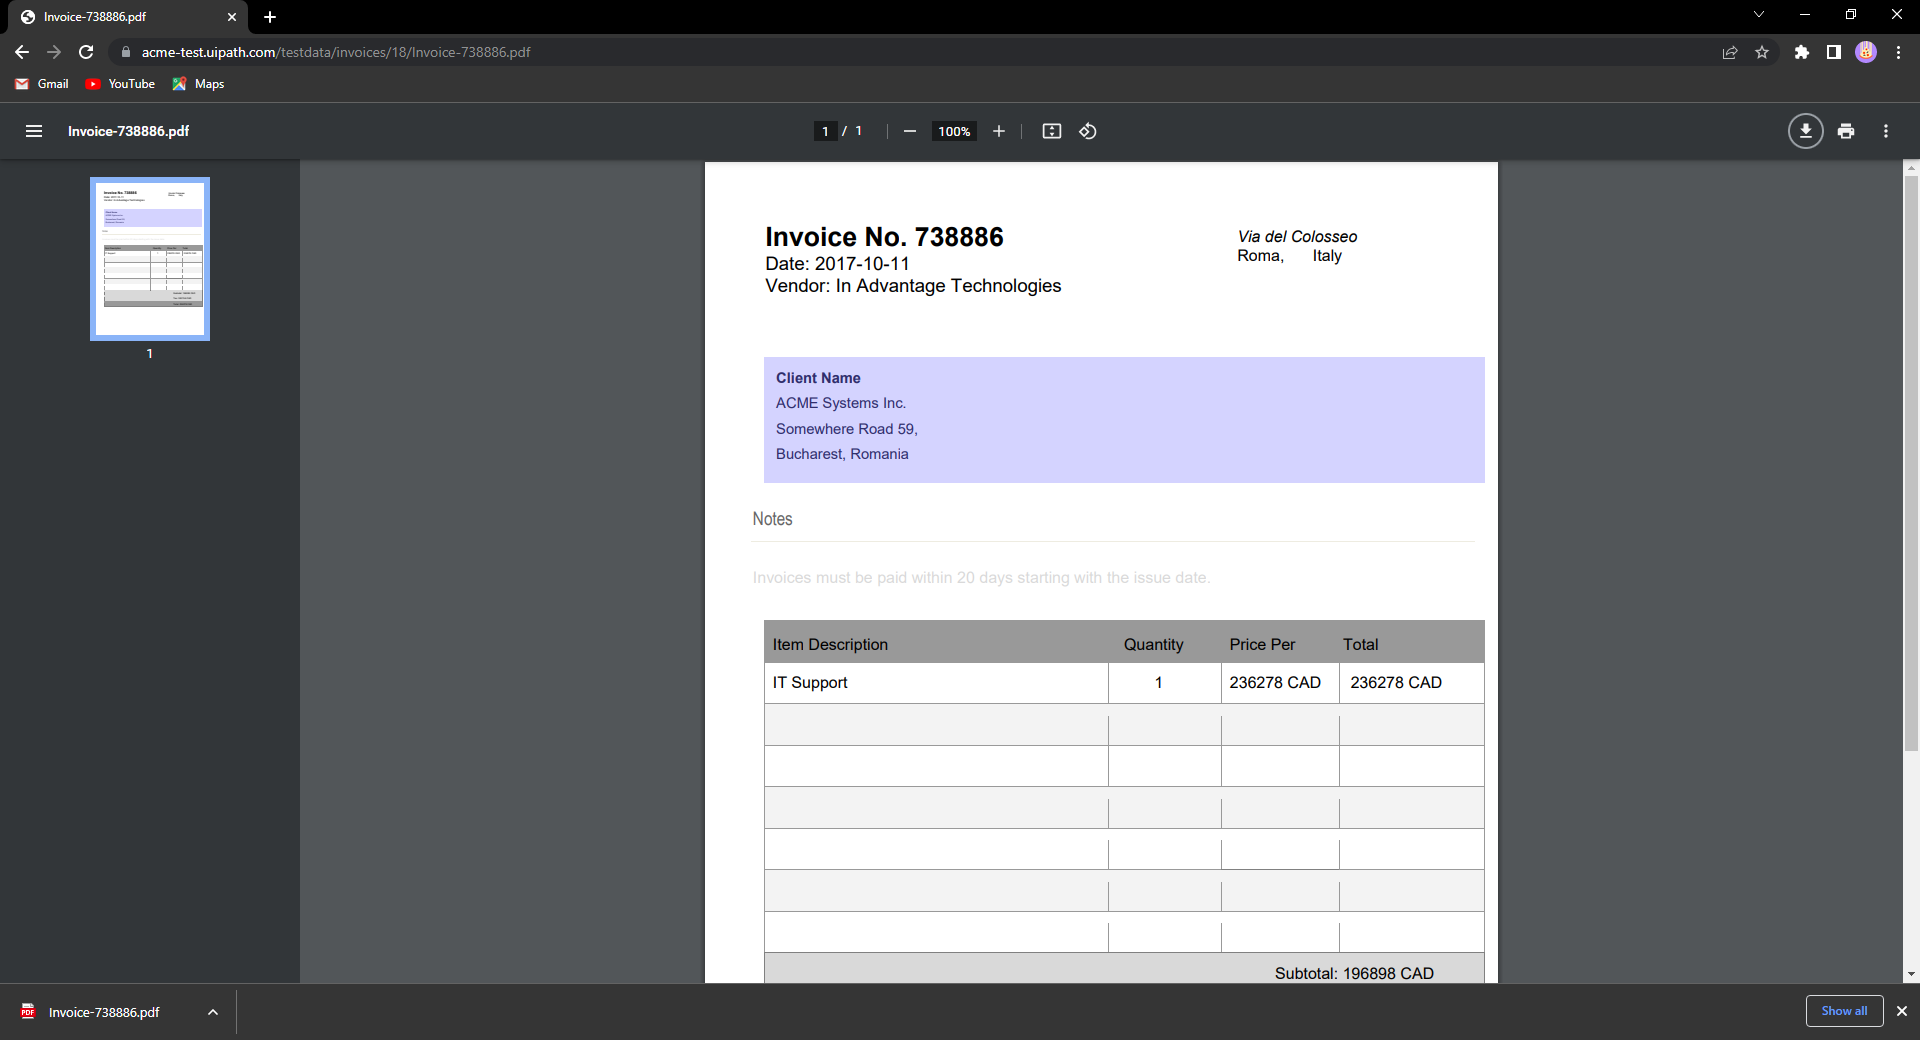 Invoice-738886.pdf
acme-test.uipath.com/testdata/invoices/18/Invoice-738886.pdf
Gmail YouTube Maps
Invoice-738886.pdf 1 / 1 100%
1
Invoice No. 738886
Date: 2017-10-11
Vendor: In Advantage Technologies
Via del Colosseo
Roma, Italy
Client Name
ACME Systems Inc.
Somewhere Road 59,
Bucharest, Romania
Notes
Invoices must be paid within 20 days starting with the issue date.
Item Description Quantity Price Per Total
IT Support 1 236278 CAD 236278 CAD
Subtotal: 196898 CAD
Invoice-738886.pdf Show all